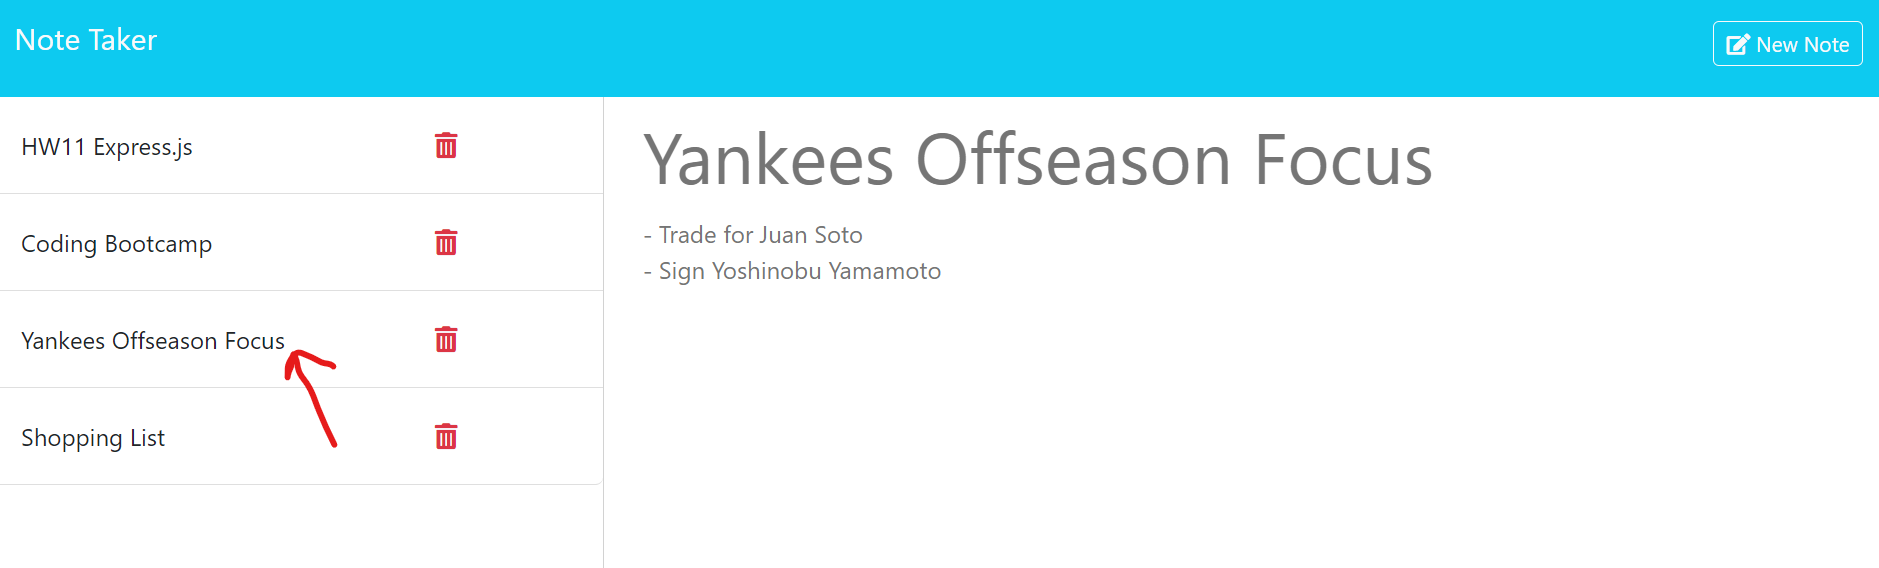 Note Taker
New Note
HW11 Express.js
Coding Bootcamp
Yankees Offseason Focus
Shopping List
Yankees Offseason Focus
- Trade for Juan Soto
- Sign Yoshinobu Yamamoto